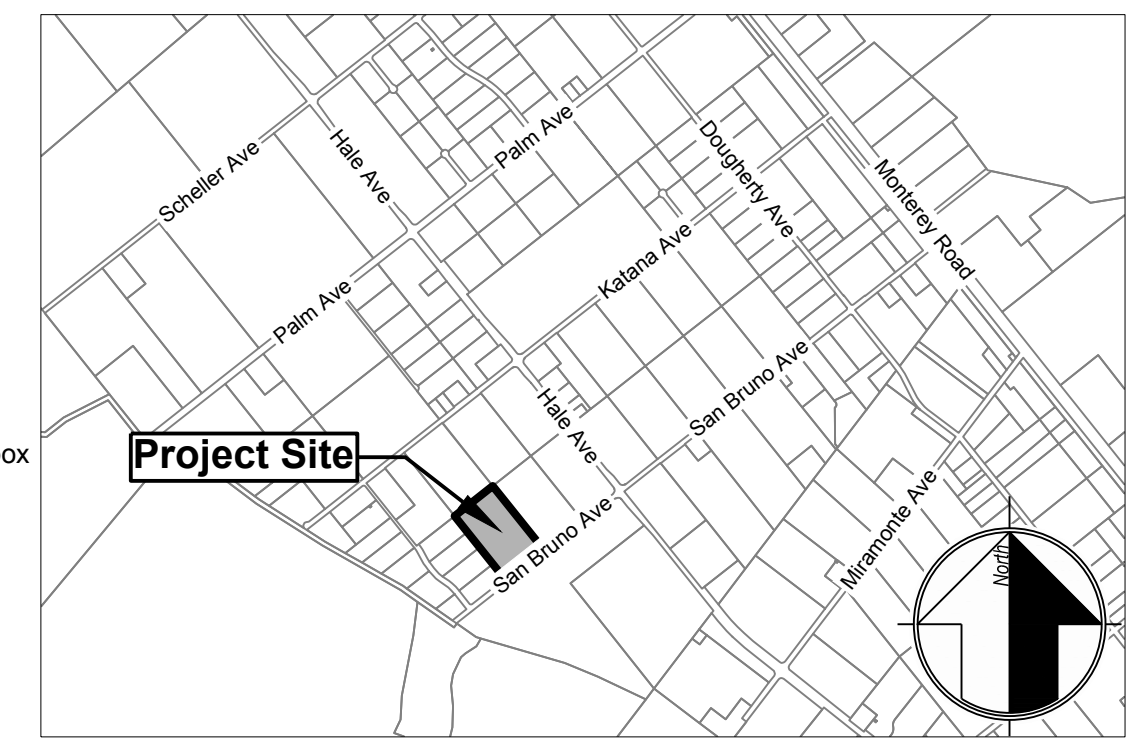 Scheller Ave
Hale Ave
Palm Ave
Dougherty Ave
Monterey Road
Katana Ave
Palm Ave
San Bruno Ave
Hale Ave
Project Site
San Bruno Ave
Miramonte Ave
North